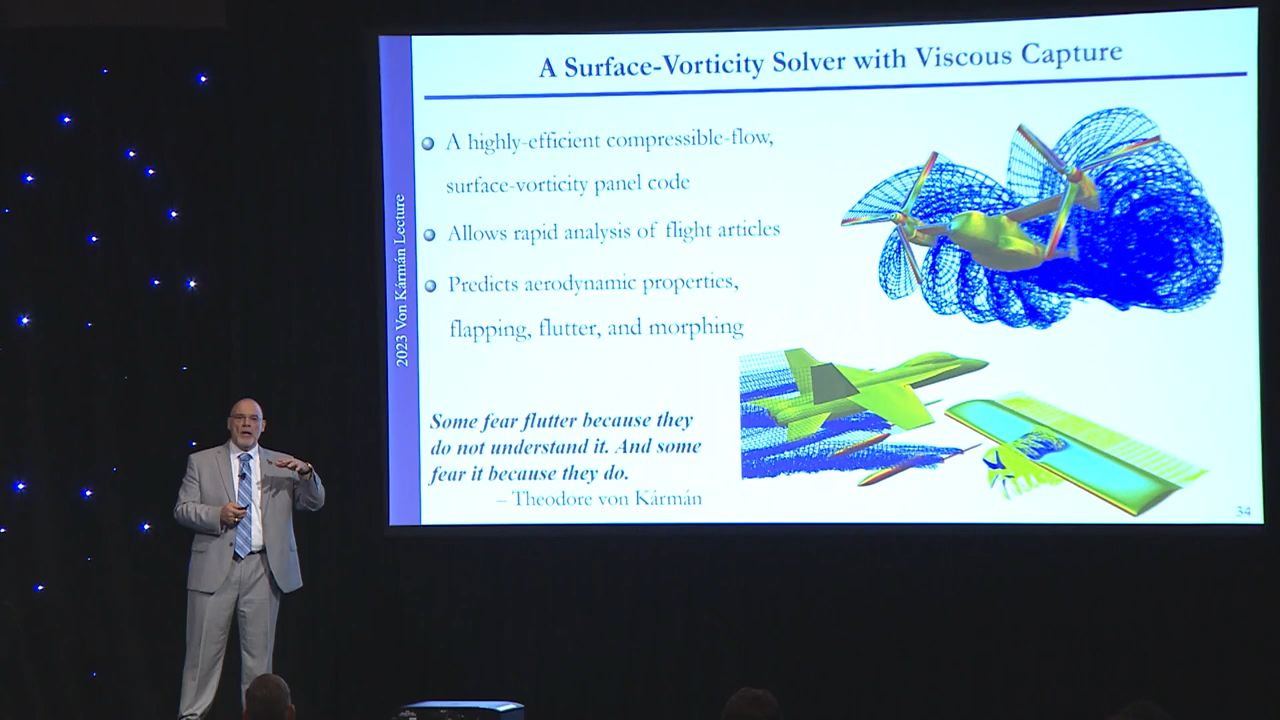 A Surface-Vorticity Solver with Viscous Capture
A highly-efficient compressible-flow,
surface-vorticity panel code
Allows rapid analysis of flight articles
Predicts aerodynamic properties,
flapping, flutter, and morphing
Some fear flutter because they
do not understand it. And some
fear it because they do.
– Theodore von Kármán
2023 Von Kármán Lecture
34